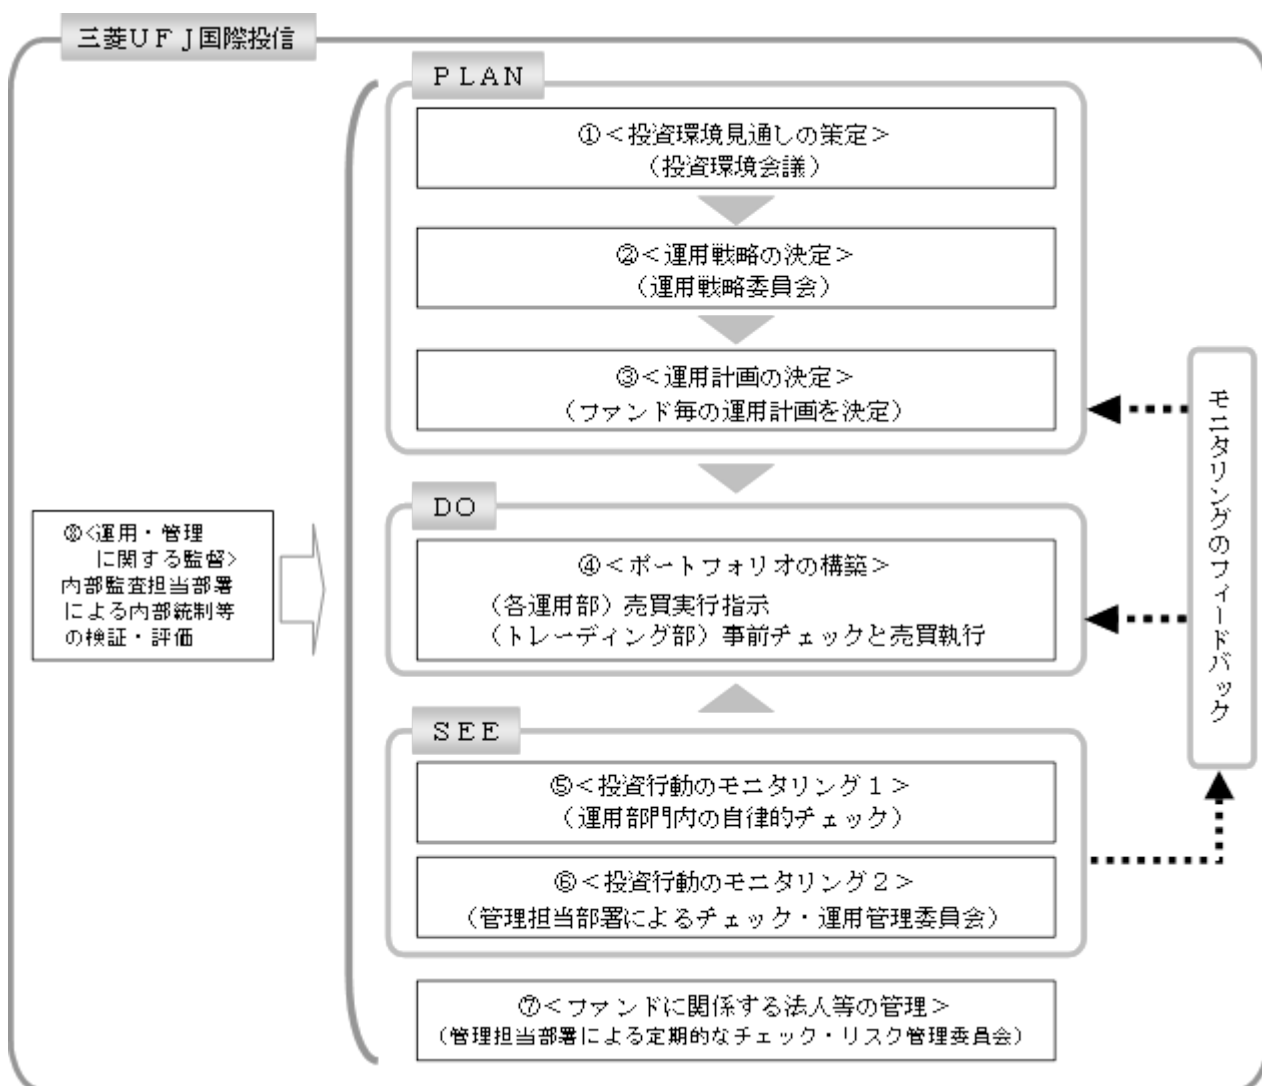 三菱ＵＦＪ国際投信
ＰＬＡＮ
①＜投資環境見通しの策定＞
（投資環境会議）
②＜運用戦略の決定＞
（運用戦略委員会）
③＜運用計画の決定＞
（ファンド毎の運用計画を決定）
ＤＯ
④＜ポートフォリオの構築＞
（各運用部）売買実行指示
（トレーディング部）事前チェックと売買執行
ＳＥＥ
⑤＜投資行動のモニタリング１＞
（運用部門内の自律的チェック）
⑥＜投資行動のモニタリング２＞
（管理担当部署によるチェック・運用管理委員会）
⑦＜ファンドに関係する法人等の管理＞
（管理担当部署による定期的なチェック・リスク管理委員会）
⑧<運用・管理
に関する監督>
内部監査担当部署
による内部統制等
の検証・評価
モニタリングのフィードバック